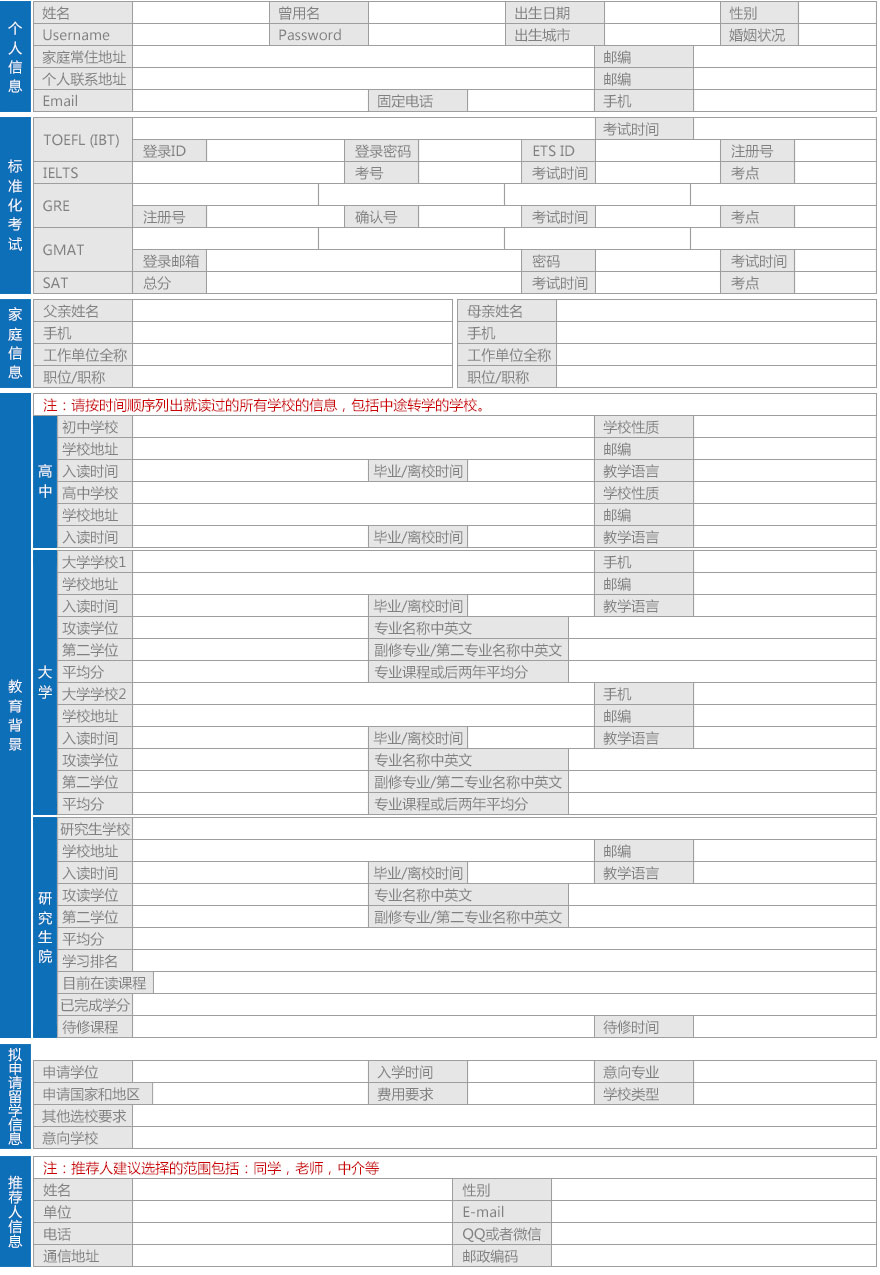 个人信息
姓名 曾用名 出生日期 性别
Username Password 出生城市 婚姻状况
家庭常住地址 邮编
个人联系地址 邮编
Email 固定电话 手机
标准化考试
TOEFL (IBT) 考试时间
登录ID 登录密码 ETS ID 注册号
IELTS 考号 考试时间 考点
GRE
注册号 确认号 考试时间 考点
GMAT
登录邮箱 密码 考试时间
SAT 总分 考试时间 考点
家庭信息
父亲姓名 母亲姓名
手机 手机
工作单位全称 工作单位全称
职位/职称 职位/职称
教育背景
注：请按时间顺序列出就读过的所有学校的信息，包括中途转学的学校。
高中
初中学校 学校性质
学校地址 邮编
入读时间 毕业/离校时间 教学语言
高中学校 学校性质
学校地址 邮编
入读时间 毕业/离校时间 教学语言
大学
大学学校1 手机
学校地址 邮编
入读时间 毕业/离校时间 教学语言
攻读学位 专业名称中英文
第二学位 副修专业/第二专业名称中英文
平均分 专业课程或后两年平均分
大学学校2 手机
学校地址 邮编
入读时间 毕业/离校时间 教学语言
攻读学位 专业名称中英文
第二学位 副修专业/第二专业名称中英文
平均分 专业课程或后两年平均分
研究生院
研究生学校
学校地址 邮编
入读时间 毕业/离校时间 教学语言
攻读学位 专业名称中英文
第二学位 副修专业/第二专业名称中英文
平均分
学习排名
目前在读课程
已完成学分
待修课程 待修时间
拟申请留学信息
申请学位 入学时间 意向专业
申请国家和地区 费用要求 学校类型
其他选校要求
意向学校
推荐人信息
注：推荐人建议选择的范围包括：同学，老师，中介等
姓名 性别
单位 E-mail
电话 QQ或者微信
通信地址 邮政编码